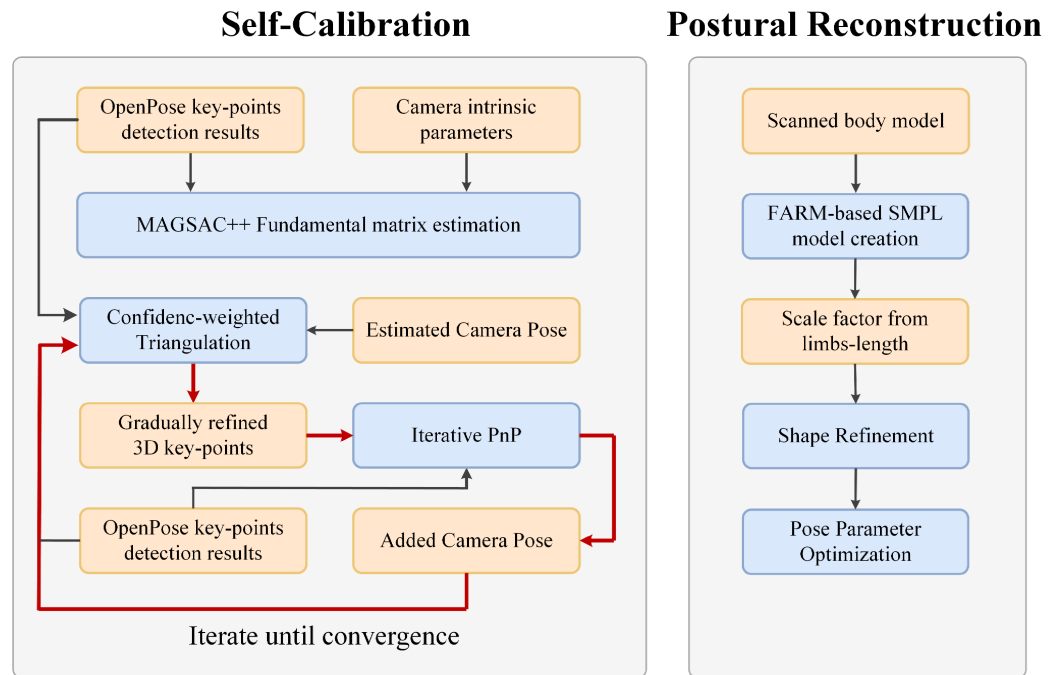 Self-Calibration
OpenPose key-points
detection results
Camera intrinsic
parameters
MAGSAC++ Fundamental matrix estimation
Confidenc-weighted
Triangulation
Estimated Camera Pose
Gradually refined
3D key-points
Iterative PnP
OpenPose key-points
detection results
Added Camera Pose
Iterate until convergence
Postural Reconstruction
Scanned body model
FARM-based SMPL
model creation
Scale factor from
limbs-length
Shape Refinement
Pose Parameter
Optimization